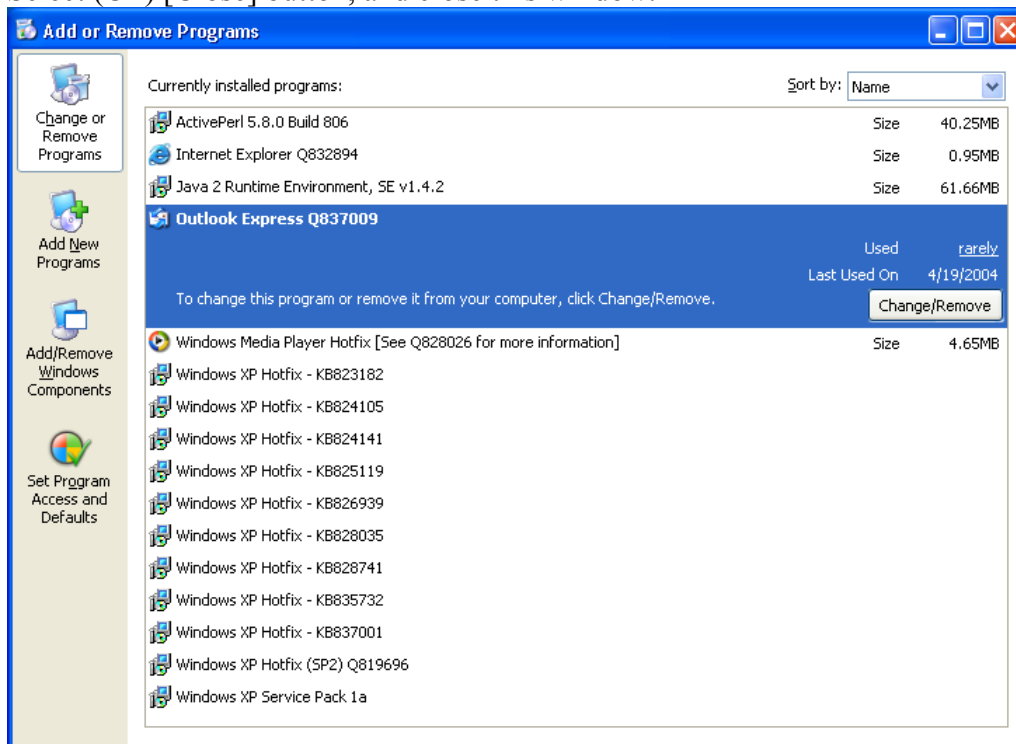 Add or Remove Programs
Currently installed programs:
Sort by: Name
Change or
Remove
Programs
Add New
Programs
Add/Remove
Windows
Components
Set Program
Access and
Defaults
ActivePerl 5.8.0 Build 806 Size 40.25MB
Internet Explorer Q832894 Size 0.95MB
Java 2 Runtime Environment, SE v1.4.2 Size 61.66MB
Outlook Express Q837009
Used rarely
Last Used On 4/19/2004
To change this program or remove it from your computer, click Change/Remove.
Change/Remove
Windows Media Player Hotfix [See Q828026 for more information] Size 4.65MB
Windows XP Hotfix - KB823182
Windows XP Hotfix - KB824105
Windows XP Hotfix - KB824141
Windows XP Hotfix - KB825119
Windows XP Hotfix - KB826939
Windows XP Hotfix - KB828035
Windows XP Hotfix - KB828741
Windows XP Hotfix - KB835732
Windows XP Hotfix - KB837001
Windows XP Hotfix (SP2) Q819696
Windows XP Service Pack 1a